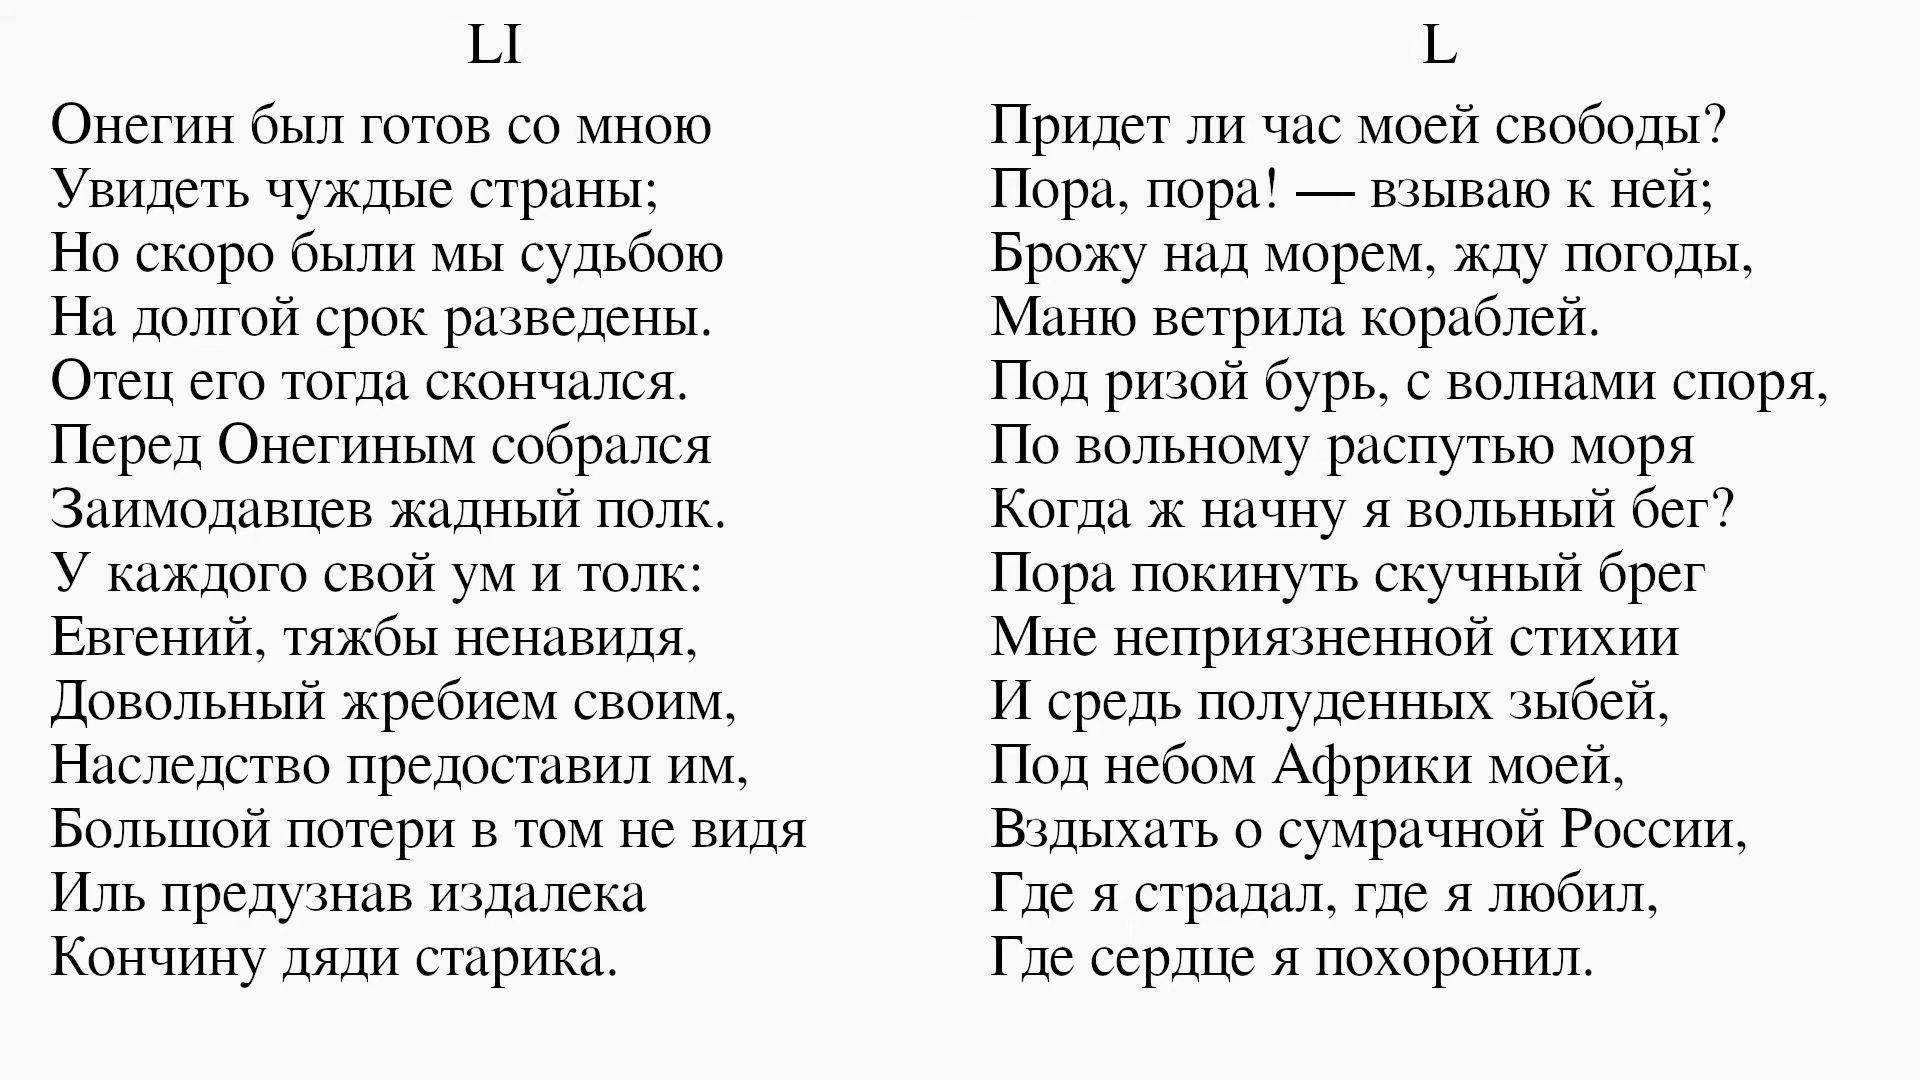 LI
Онегин был готов со мною
Увидеть чуждые страны;
Но скоро были мы судьбою
На долгой срок разведены.
Отец его тогда скончался.
Перед Онегиным собрался
Заимодавцев жадный полк.
У каждого свой ум и толк:
Евгений, тяжбы ненавидя,
Довольный жребием своим,
Наследство предоставил им,
Большой потери в том не видя
Иль предузнав издалека
Кончину дяди старика.
L
Придет ли час моей свободы?
Пора, пора! — взываю к ней;
Брожу над морем, жду погоды,
Маню ветрила кораблей.
Под ризой бурь, с волнами споря,
По вольному распутью моря
Когда ж начну я вольный бег?
Пора покинуть скучный брег
Мне неприязненной стихии
И средь полуденных зыбей,
Под небом Африки моей,
Вздыхать о сумрачной России,
Где я страдал, где я любил,
Где сердце я похоронил.